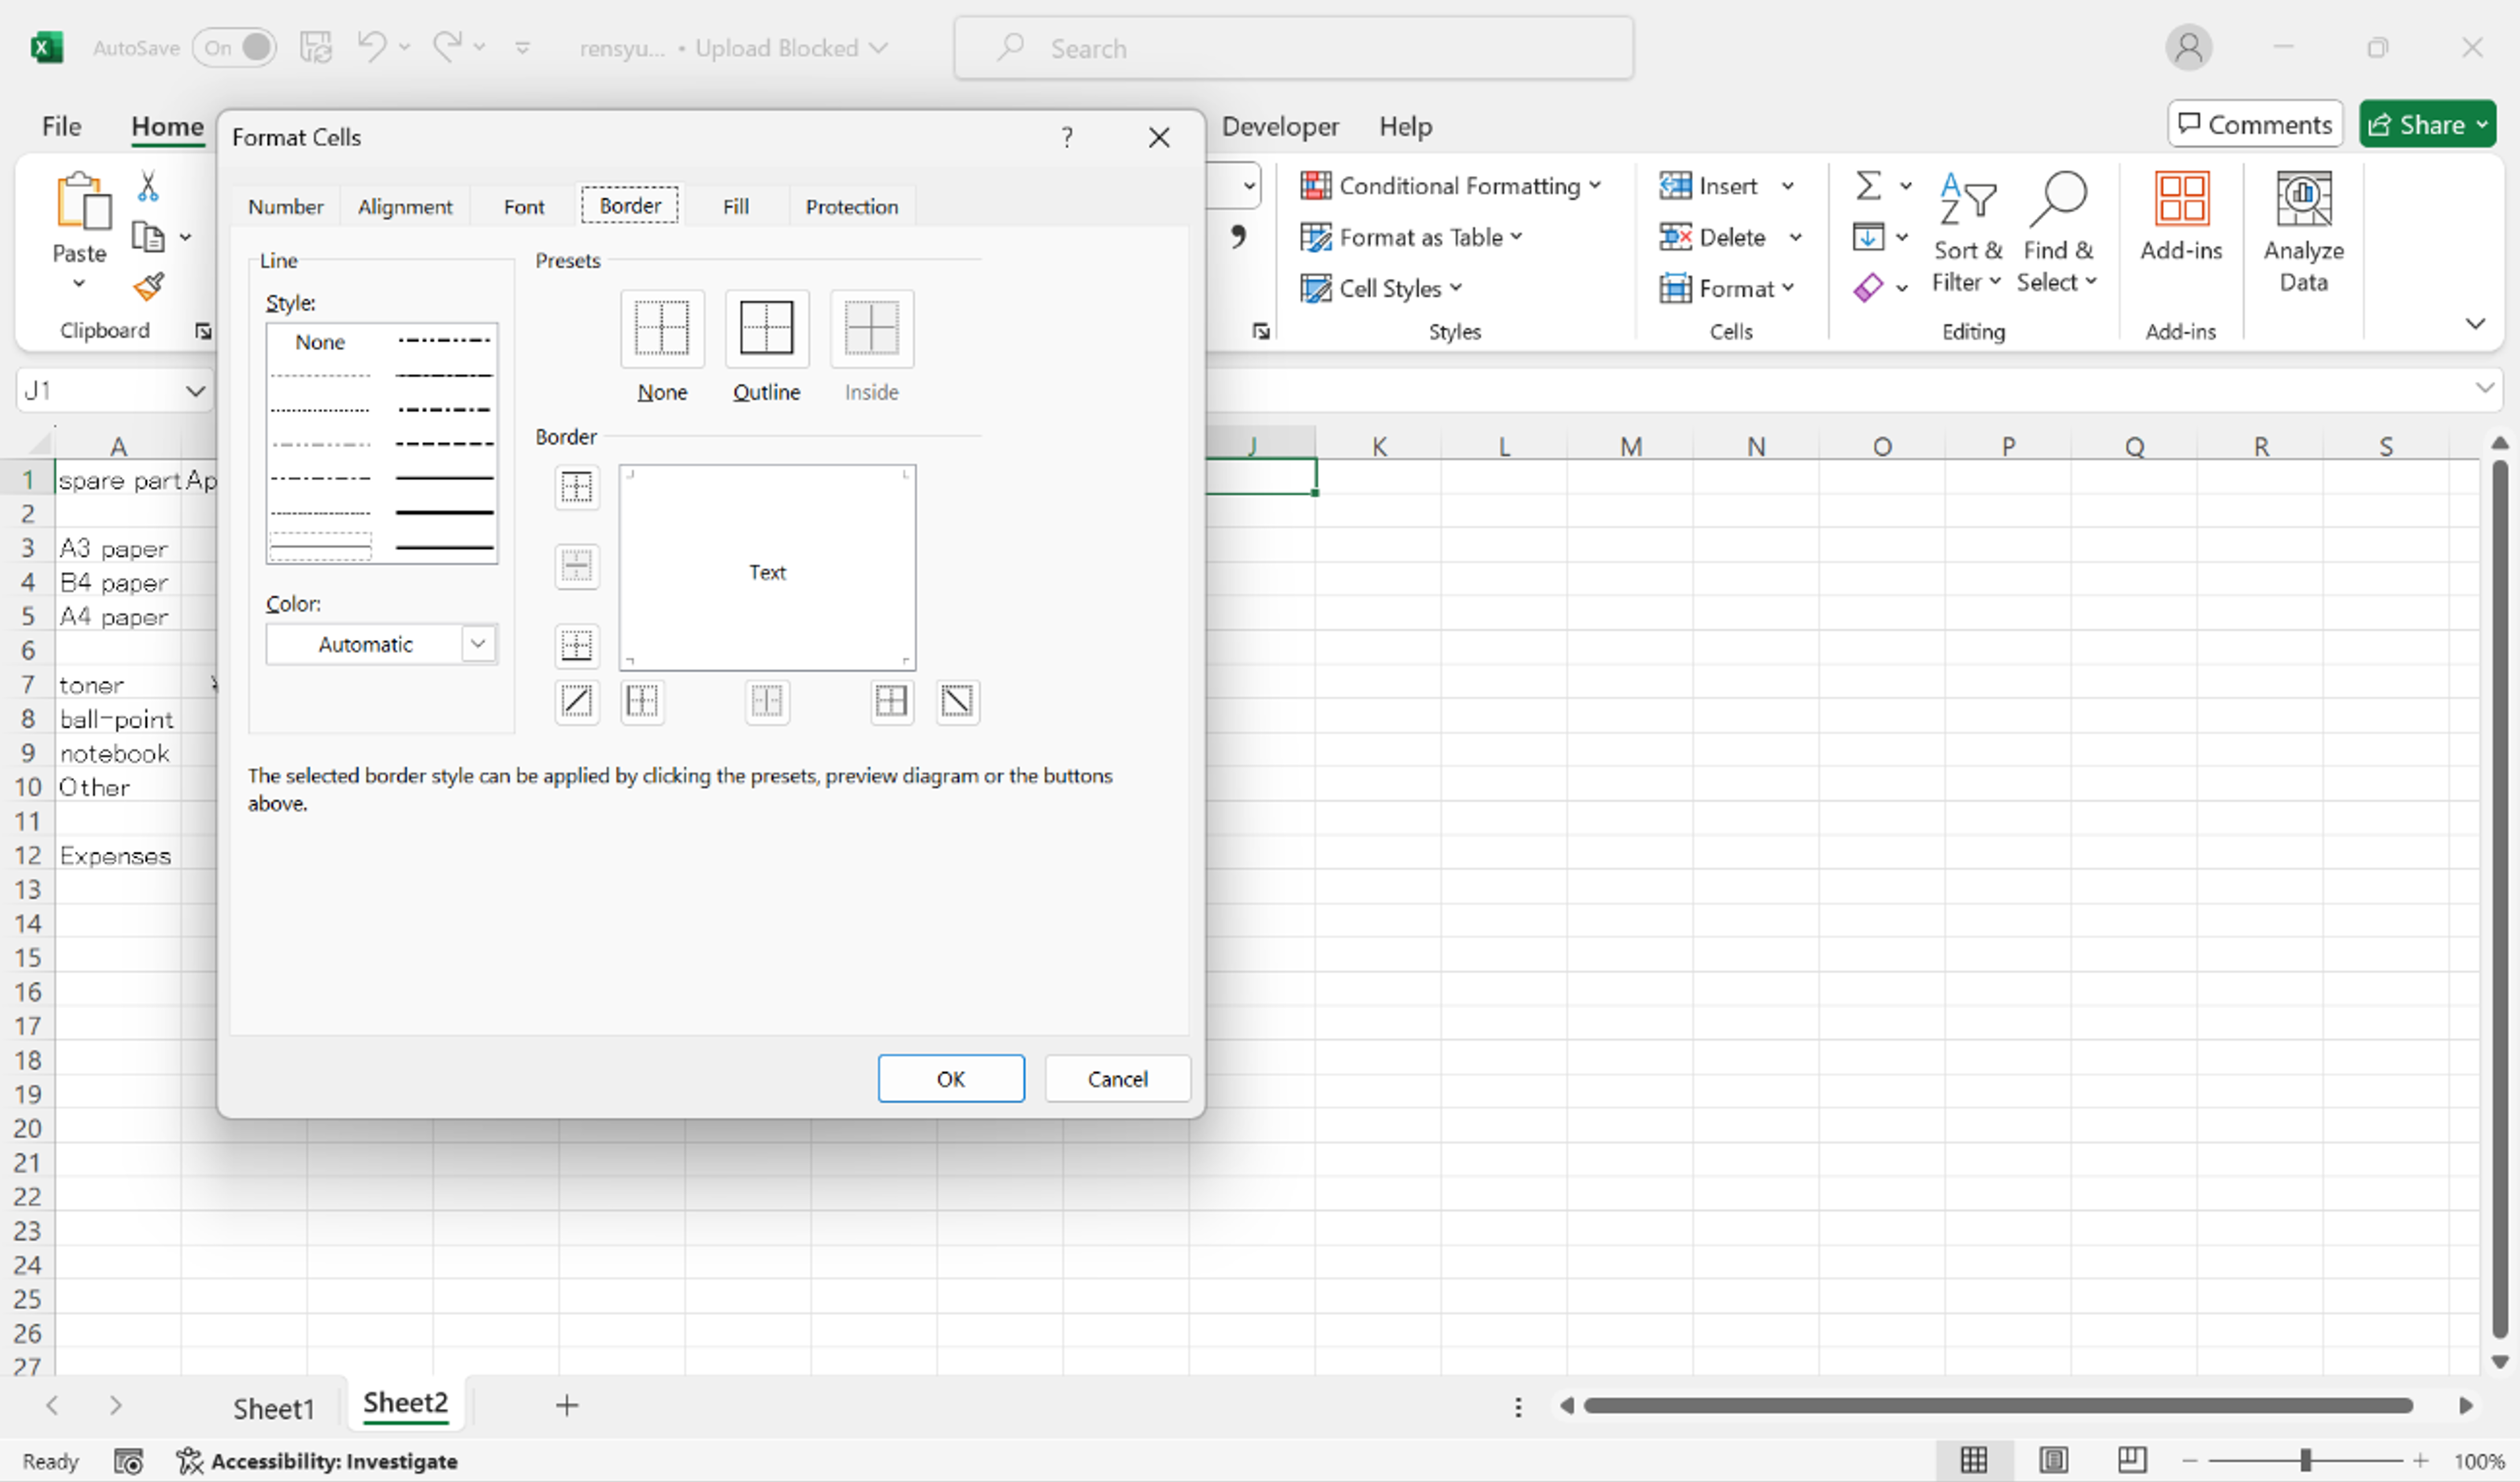 AutoSave On rensyu... • Upload Blocked Search
File Home Developer Help Comments Share
Paste
Clipboard
Conditional Formatting
Format as Table
Cell Styles
Styles
Insert
Delete
Format
Cells
Sort & Filter
Find & Select
Editing
Add-ins
Add-ins
Analyze Data
Format Cells ?
Number Alignment Font Border Fill Protection
Line
Style:
None
Color:
Automatic
Presets
None Outline Inside
Border
Text
The selected border style can be applied by clicking the presets, preview diagram or the buttons
above.
OK Cancel
J1
A J K L M N O P Q R S
1 spare part Ap
2
3 A3 paper
4 B4 paper
5 A4 paper
6
7 toner
8 ball-point
9 notebook
10 Other
11
12 Expenses
13
14
15
16
17
18
19
20
21
22
23
24
25
26
27
Sheet1 Sheet2
Ready Accessibility: Investigate 100%